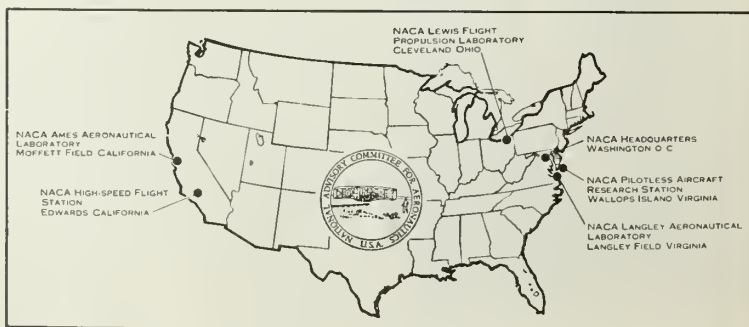 NACA LEWIS FLIGHT
PROPULSION LABORATORY
CLEVELAND OHIO
NACA AMES AERONAUTICAL
LABORATORY
MOFFETT FIELD CALIFORNIA
NACA HIGH-SPEED FLIGHT
STATION
EDWARDS CALIFORNIA
NATIONAL ADVISORY COMMITTEE FOR AERONAUTICS U.S.A.
NACA HEADQUARTERS
WASHINGTON D C
NACA PILOTLESS AIRCRAFT
RESEARCH STATION
WALLOPS ISLAND VIRGINIA
NACA LANGLEY AERONAUTICAL
LABORATORY
LANGLEY FIELD VIRGINIA